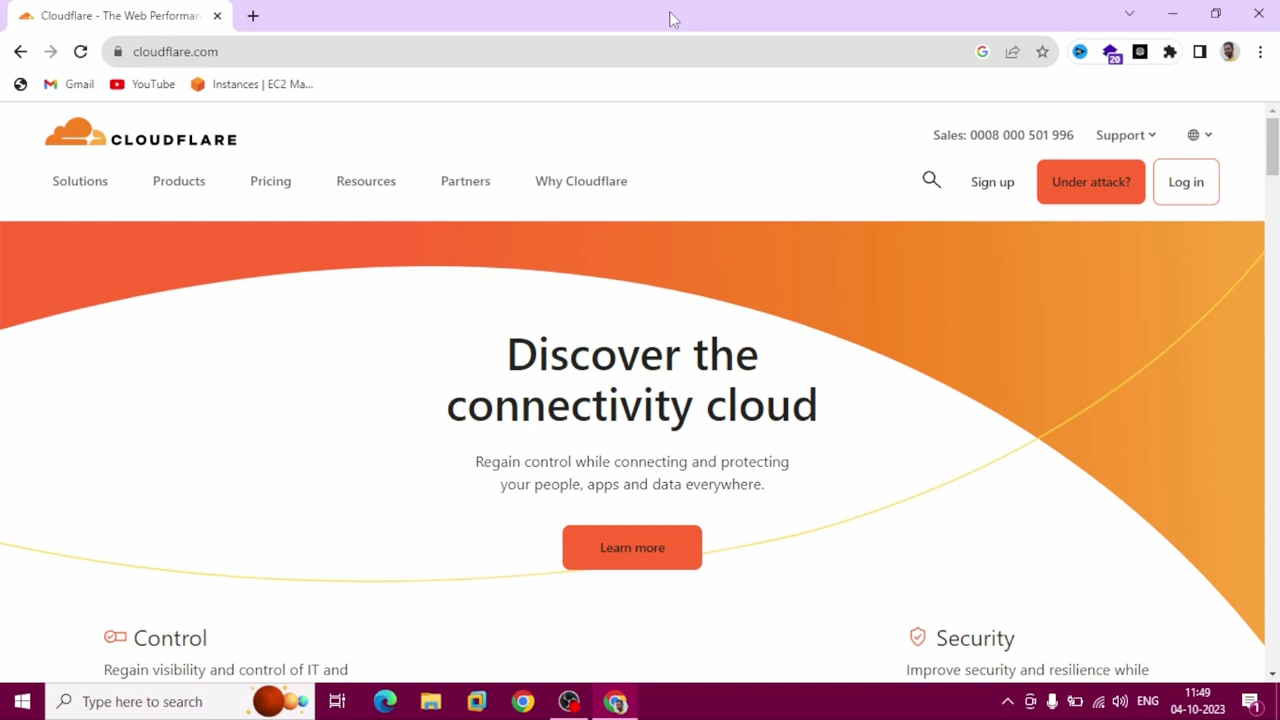 Cloudflare - The Web Performan
cloudflare.com
20
Gmail
YouTube
Instances | EC2 Ma...
CLOUDFLARE
Sales: 0008 000 501 996
Support
Solutions
Products
Pricing
Resources
Partners
Why Cloudflare
Sign up
Under attack?
Log in
Discover the
connectivity cloud
Regain control while connecting and protecting
your people, apps and data everywhere.
Learn more
Control
Regain visibility and control of IT and
Security
Improve security and resilience while
Type here to search
ENG
11:49
04-10-2023
1